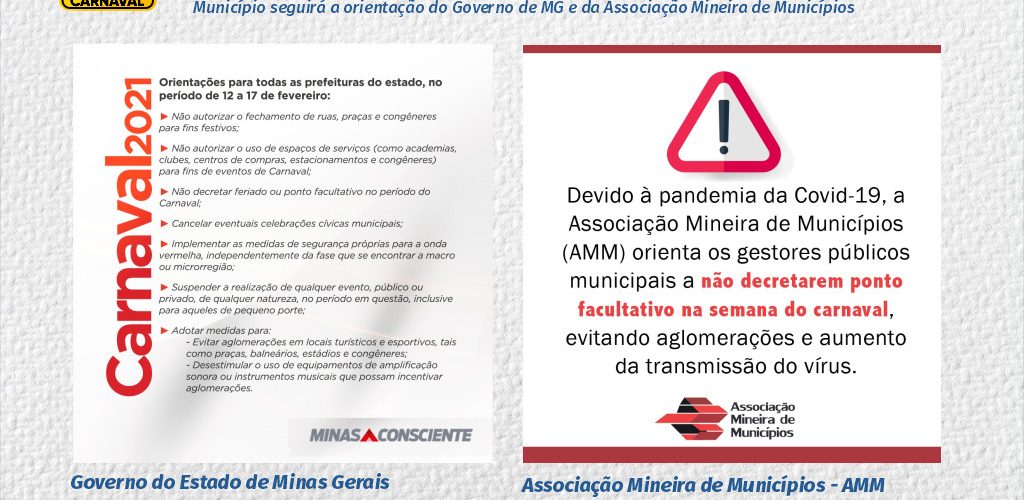 CARNAVAL
Município seguirá a orientação do Governo de MG e da Associação Mineira de Municípios
Carnaval2021
Orientações para todas as prefeituras do estado, no
período de 12 a 17 de fevereiro:
► Não autorizar o fechamento de ruas, praças e congêneres
para fins festivos;
► Não autorizar o uso de espaços de serviços (como academias,
clubes, centros de compras, estacionamentos e congêneres)
para fins de eventos de Carnaval;
► Não decretar feriado ou ponto facultativo no período do
Carnaval;
► Cancelar eventuais celebrações cívicas municipais;
► Implementar as medidas de segurança próprias para a onda
vermelha, independentemente da fase que se encontrar a macro
ou microrregião;
► Suspender a realização de qualquer evento, público ou
privado, de qualquer natureza, no período em questão, inclusive
para aqueles de pequeno porte;
► Adotar medidas para:
- Evitar aglomerações em locais turísticos e esportivos, tais
como praças, balneários, estádios e congêneres;
- Desestimular o uso de equipamentos de amplificação
sonora ou instrumentos musicais que possam incentivar
aglomerações.
MINAS CONSCIENTE
Governo do Estado de Minas Gerais
!
Devido à pandemia da Covid-19, a
Associação Mineira de Municípios
(AMM) orienta os gestores públicos
municipais a não decretarem ponto
facultativo na semana do carnaval,
evitando aglomerações e aumento
da transmissão do vírus.
Associação
Mineira de
Municípios
Associação Mineira de Municípios - AMM